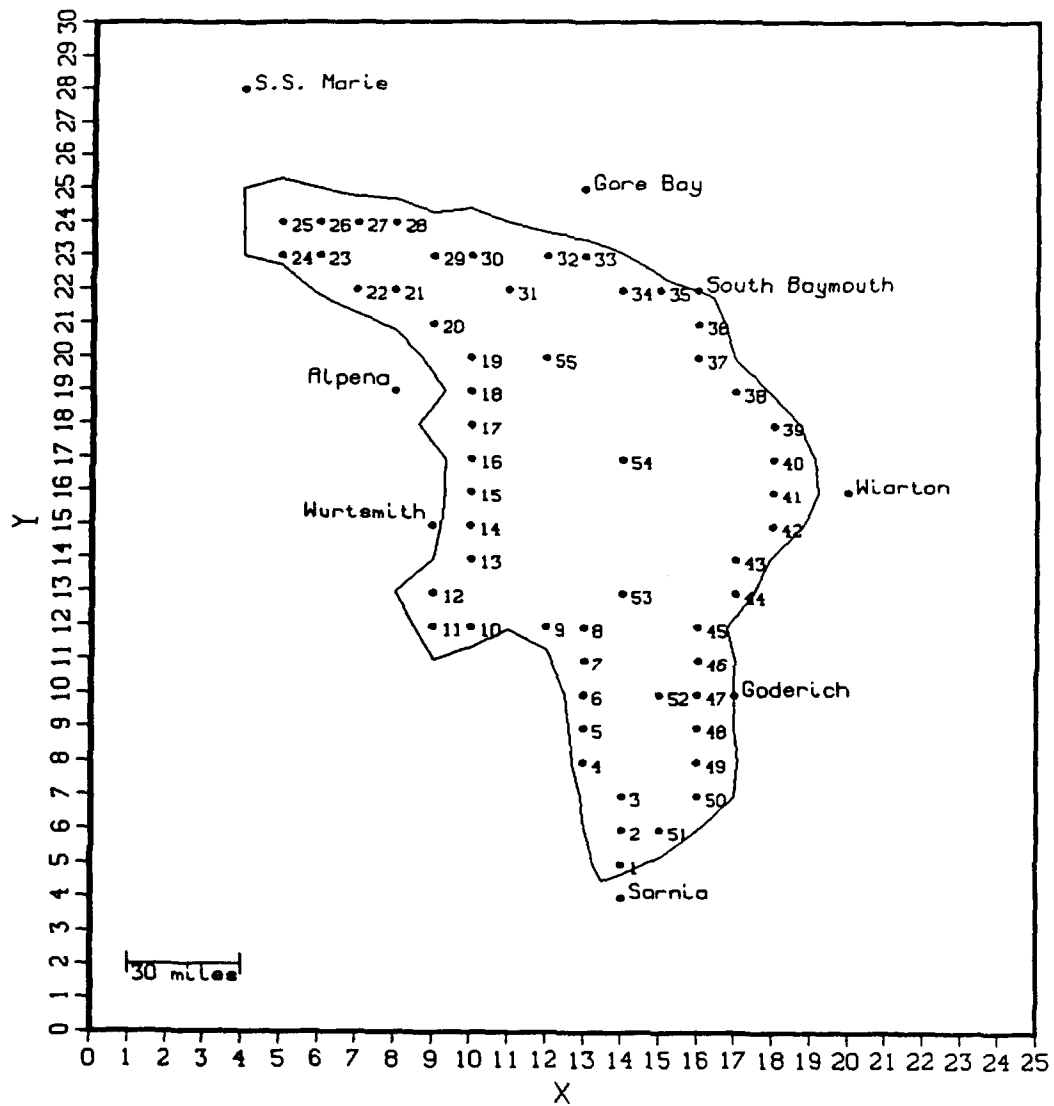 30
29
28
27
26
25
24
23
22
21
20
19
18
17
16
15
14
13
12
11
10
9
8
7
6
5
4
3
2
1
0
Y
S.S. Marie
Gore Bay
25 26 27 28
24 23 29 30 32 33
22 21 31 34 35 South Baymouth
20 36
19 55 37
Alpena 18 38
17 39
16 54 40
15 41 Wiarton
Wurtsmith 14 42
13 43
12 53 44
11 10 9 8 45
7 46
6 52 47 Goderich
5 48
4 49
3 50
2 51
1
Sarnia
30 miles
0 1 2 3 4 5 6 7 8 9 10 11 12 13 14 15 16 17 18 19 20 21 22 23 24 25
X